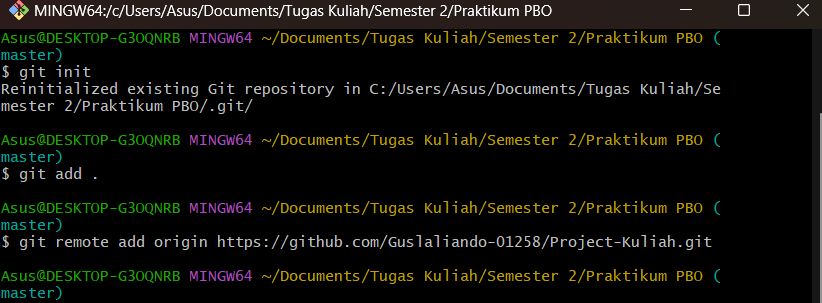 MINGW64:/c/Users/Asus/Documents/Tugas Kuliah/Semester 2/Praktikum PBO
Asus@DESKTOP-G3OQNRB MINGW64 ~/Documents/Tugas Kuliah/Semester 2/Praktikum PBO (
master)
$ git init
Reinitialized existing Git repository in C:/Users/Asus/Documents/Tugas Kuliah/Se
mester 2/Praktikum PBO/.git/
Asus@DESKTOP-G3OQNRB MINGW64 ~/Documents/Tugas Kuliah/Semester 2/Praktikum PBO (
master)
$ git add .
Asus@DESKTOP-G3OQNRB MINGW64 ~/Documents/Tugas Kuliah/Semester 2/Praktikum PBO (
master)
$ git remote add origin https://github.com/Guslaliando-01258/Project-Kuliah.git
Asus@DESKTOP-G3OQNRB MINGW64 ~/Documents/Tugas Kuliah/Semester 2/Praktikum PBO (
master)